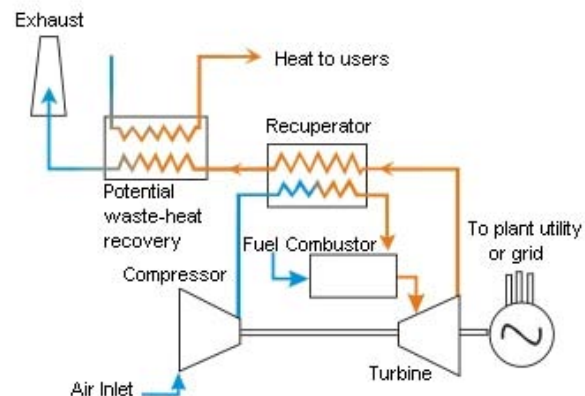 Exhaust
Heat to users
Recuperator
Potential
waste-heat
recovery
Fuel Combustor
To plant utility
or grid
Compressor
Turbine
Air Inlet